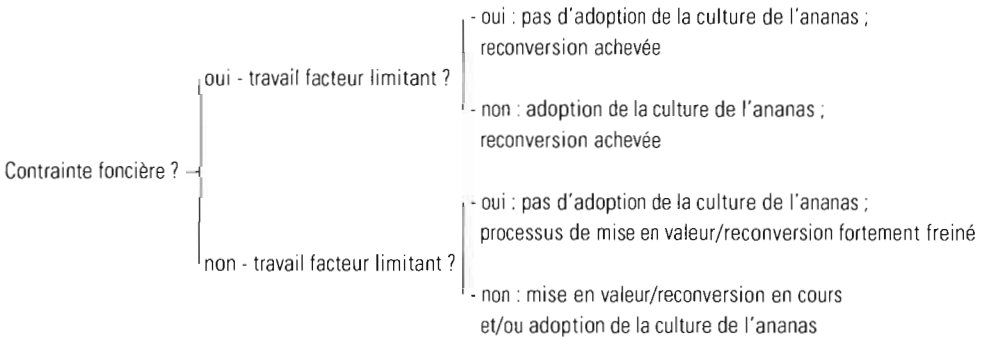 - oui : pas d'adoption de la culture de l'ananas ;
reconversion achevée
oui - travail facteur limitant ?
- non : adoption de la culture de l'ananas ;
reconversion achevée
Contrainte foncière ?
- oui : pas d'adoption de la culture de l'ananas ;
processus de mise en valeur/reconversion fortement freiné
non - travail facteur limitant ?
- non : mise en valeur/reconversion en cours
et/ou adoption de la culture de l'ananas